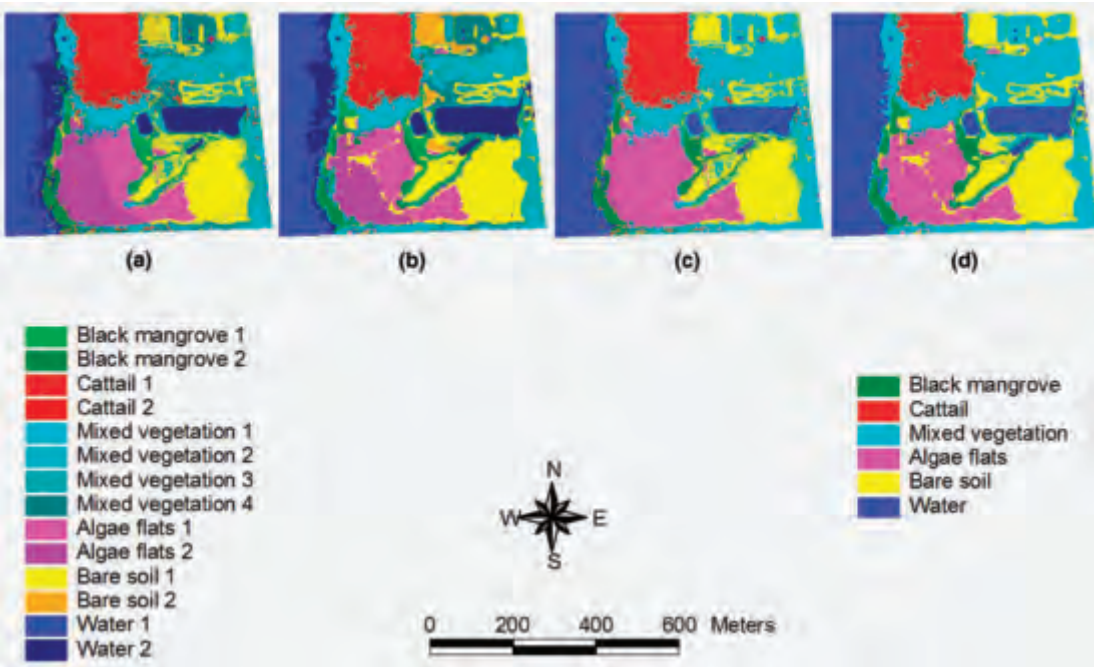 (a) (b) (c) (d)
Black mangrove 1
Black mangrove 2
Cattail 1
Cattail 2
Mixed vegetation 1
Mixed vegetation 2
Mixed vegetation 3
Mixed vegetation 4
Algae flats 1
Algae flats 2
Bare soil 1
Bare soil 2
Water 1
Water 2
Black mangrove
Cattail
Mixed vegetation
Algae flats
Bare soil
Water
N
W E
S
0 200 400 600 Meters